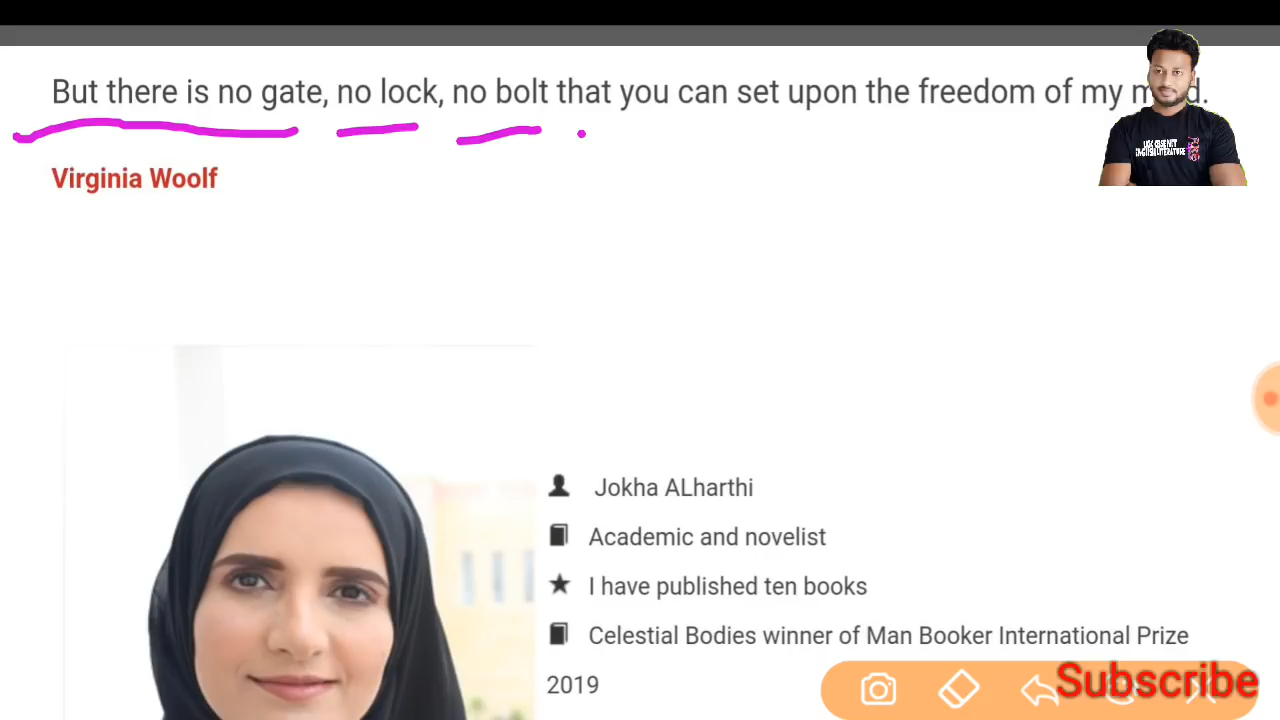 But there is no gate, no lock, no bolt that you can set upon the freedom of my
Virginia Woolf
Jokha ALharthi
Academic and novelist
I have published ten books
Celestial Bodies winner of Man Booker International Prize
2019
Subscribe